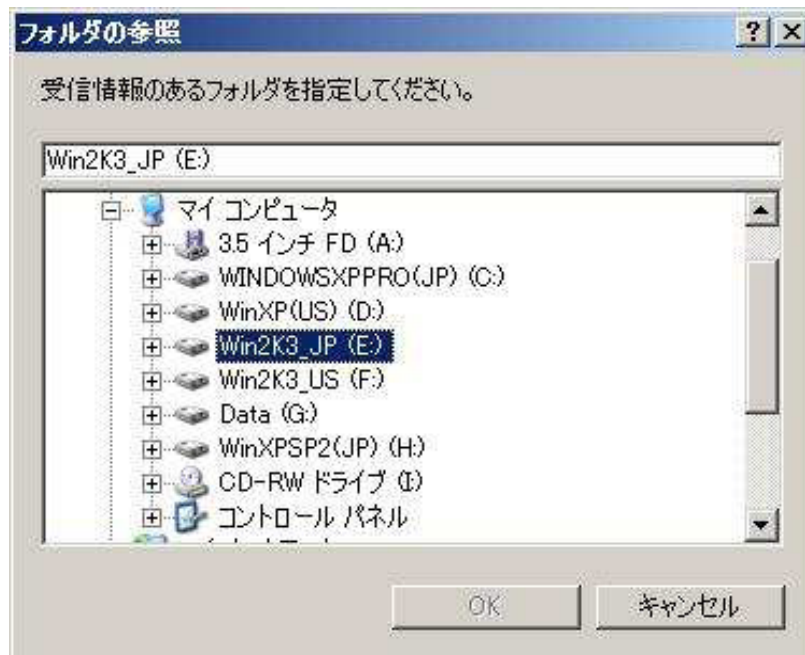 フォルダの参照
受信情報のあるフォルダを指定してください。
Win2K3_JP (E:)
マイ コンピュータ
3.5 インチ FD (A:)
WINDOWSXPPRO(JP) (C:)
WinXP(US) (D:)
Win2K3_JP (E:)
Win2K3_US (F:)
Data (G:)
WinXPSP2(JP) (H:)
CD-RW ドライブ (I:)
コントロール パネル
OK
キャンセル